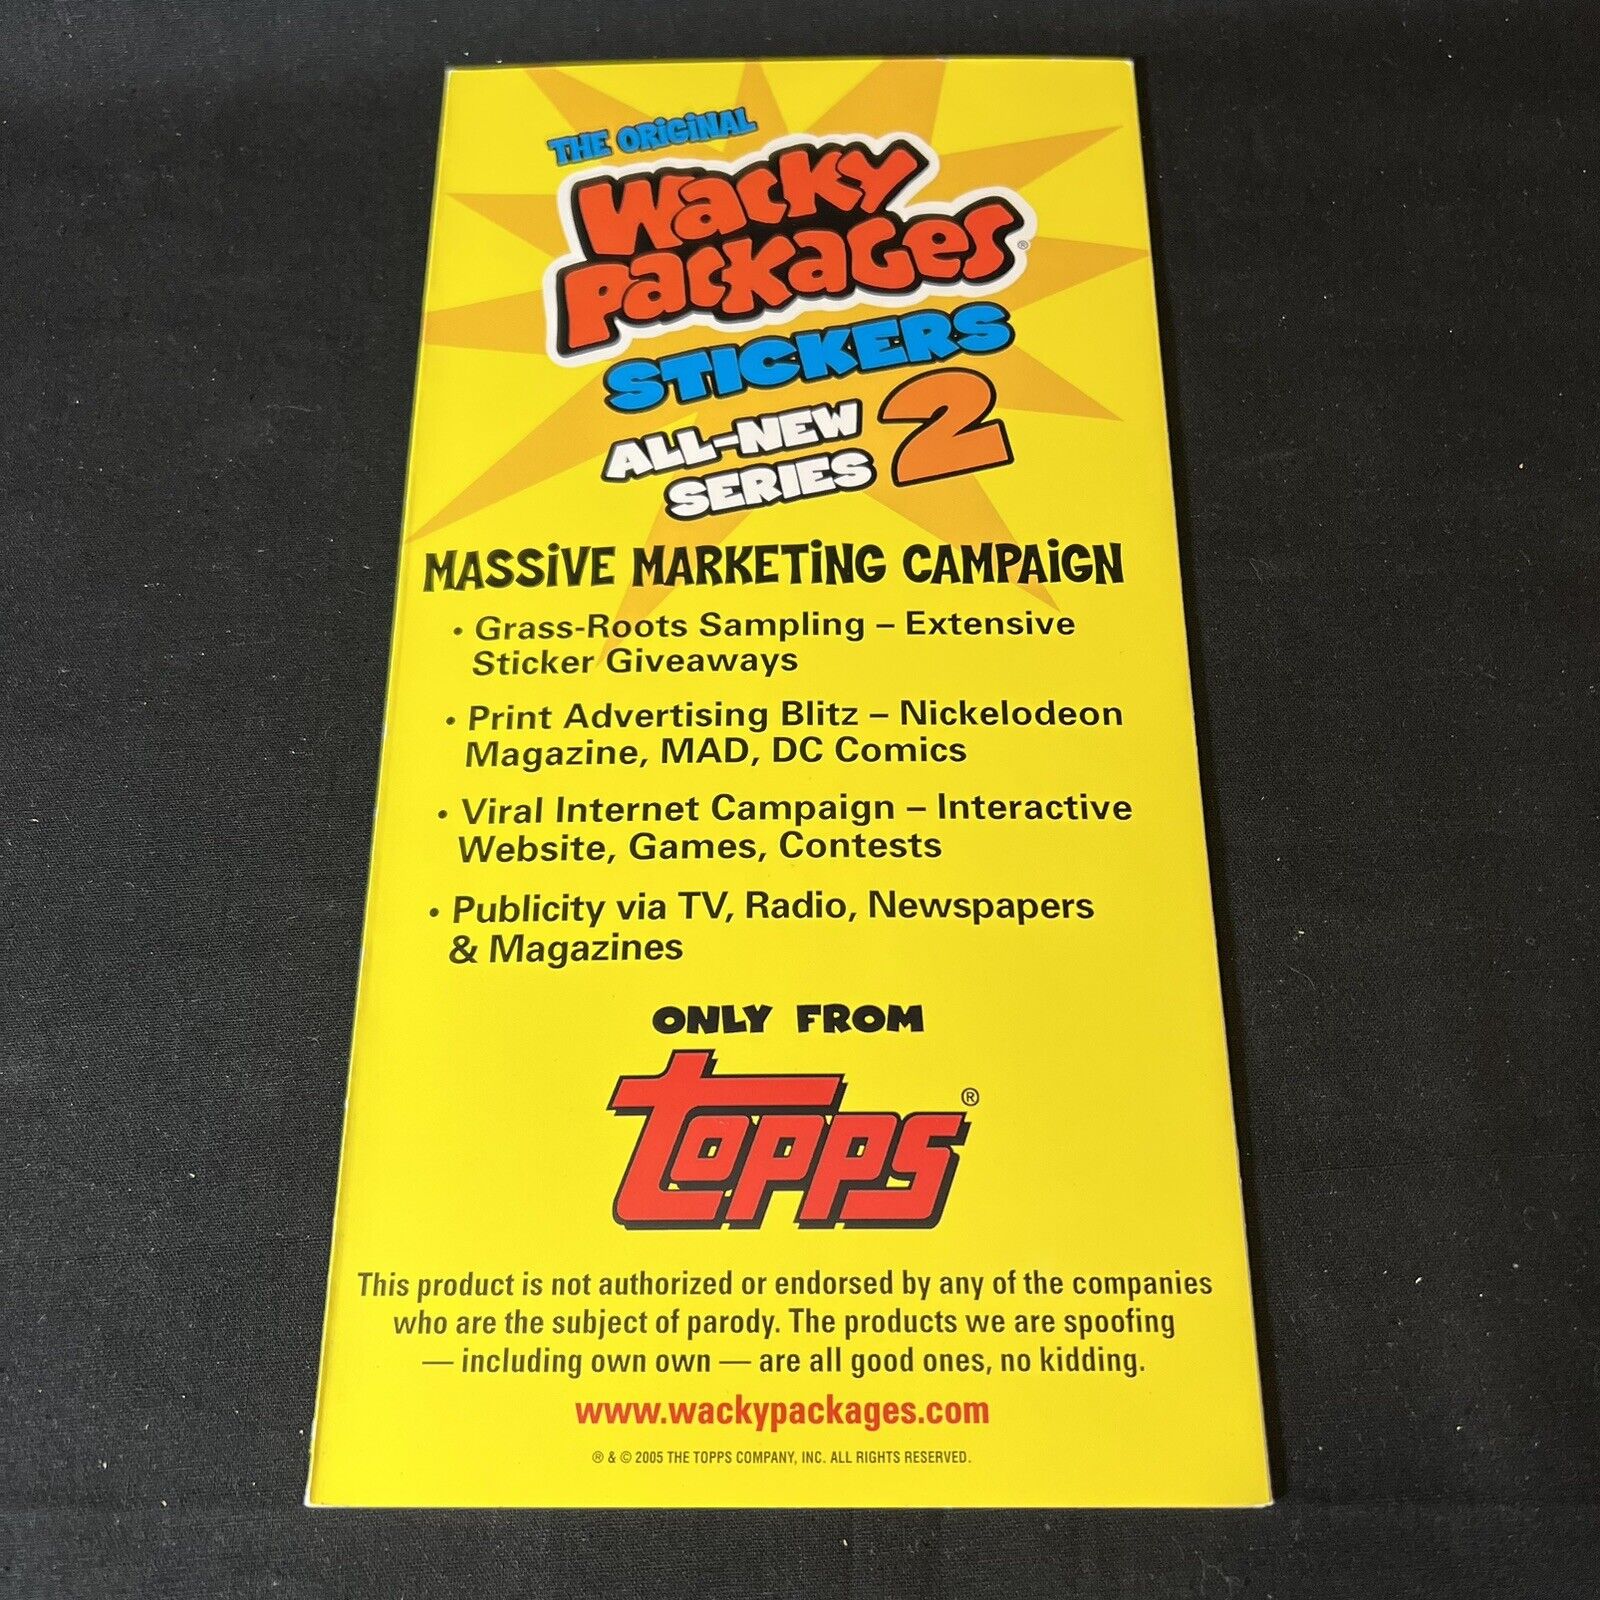 THE ORiGiNAL
Wacky
PACKAGES®
STICKERS
ALL-NEW
SERIES 2
MASSiVE MARKETiNG CAMPAiGN
• Grass-Roots Sampling – Extensive
Sticker Giveaways
• Print Advertising Blitz – Nickelodeon
Magazine, MAD, DC Comics
• Viral Internet Campaign – Interactive
Website, Games, Contests
• Publicity via TV, Radio, Newspapers
& Magazines
ONLY FROM
Topps®
This product is not authorized or endorsed by any of the companies
who are the subject of parody. The products we are spoofing
— including own own — are all good ones, no kidding.
www.wackypackages.com
® & © 2005 THE TOPPS COMPANY, INC. ALL RIGHTS RESERVED.